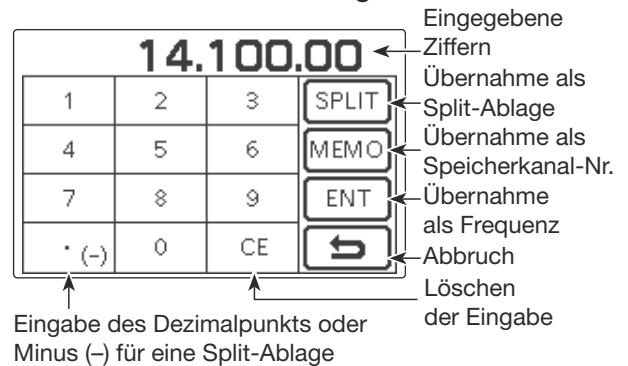 14.100.00
1 2 3 SPLIT
4 5 6 MEMO
7 8 9 ENT
. (–) 0 CE
Eingegebene
Ziffern
Übernahme als
Split-Ablage
Übernahme als
Speicherkanal-Nr.
Übernahme
als Frequenz
Abbruch
Löschen
der Eingabe
Eingabe des Dezimalpunkts oder
Minus (–) für eine Split-Ablage